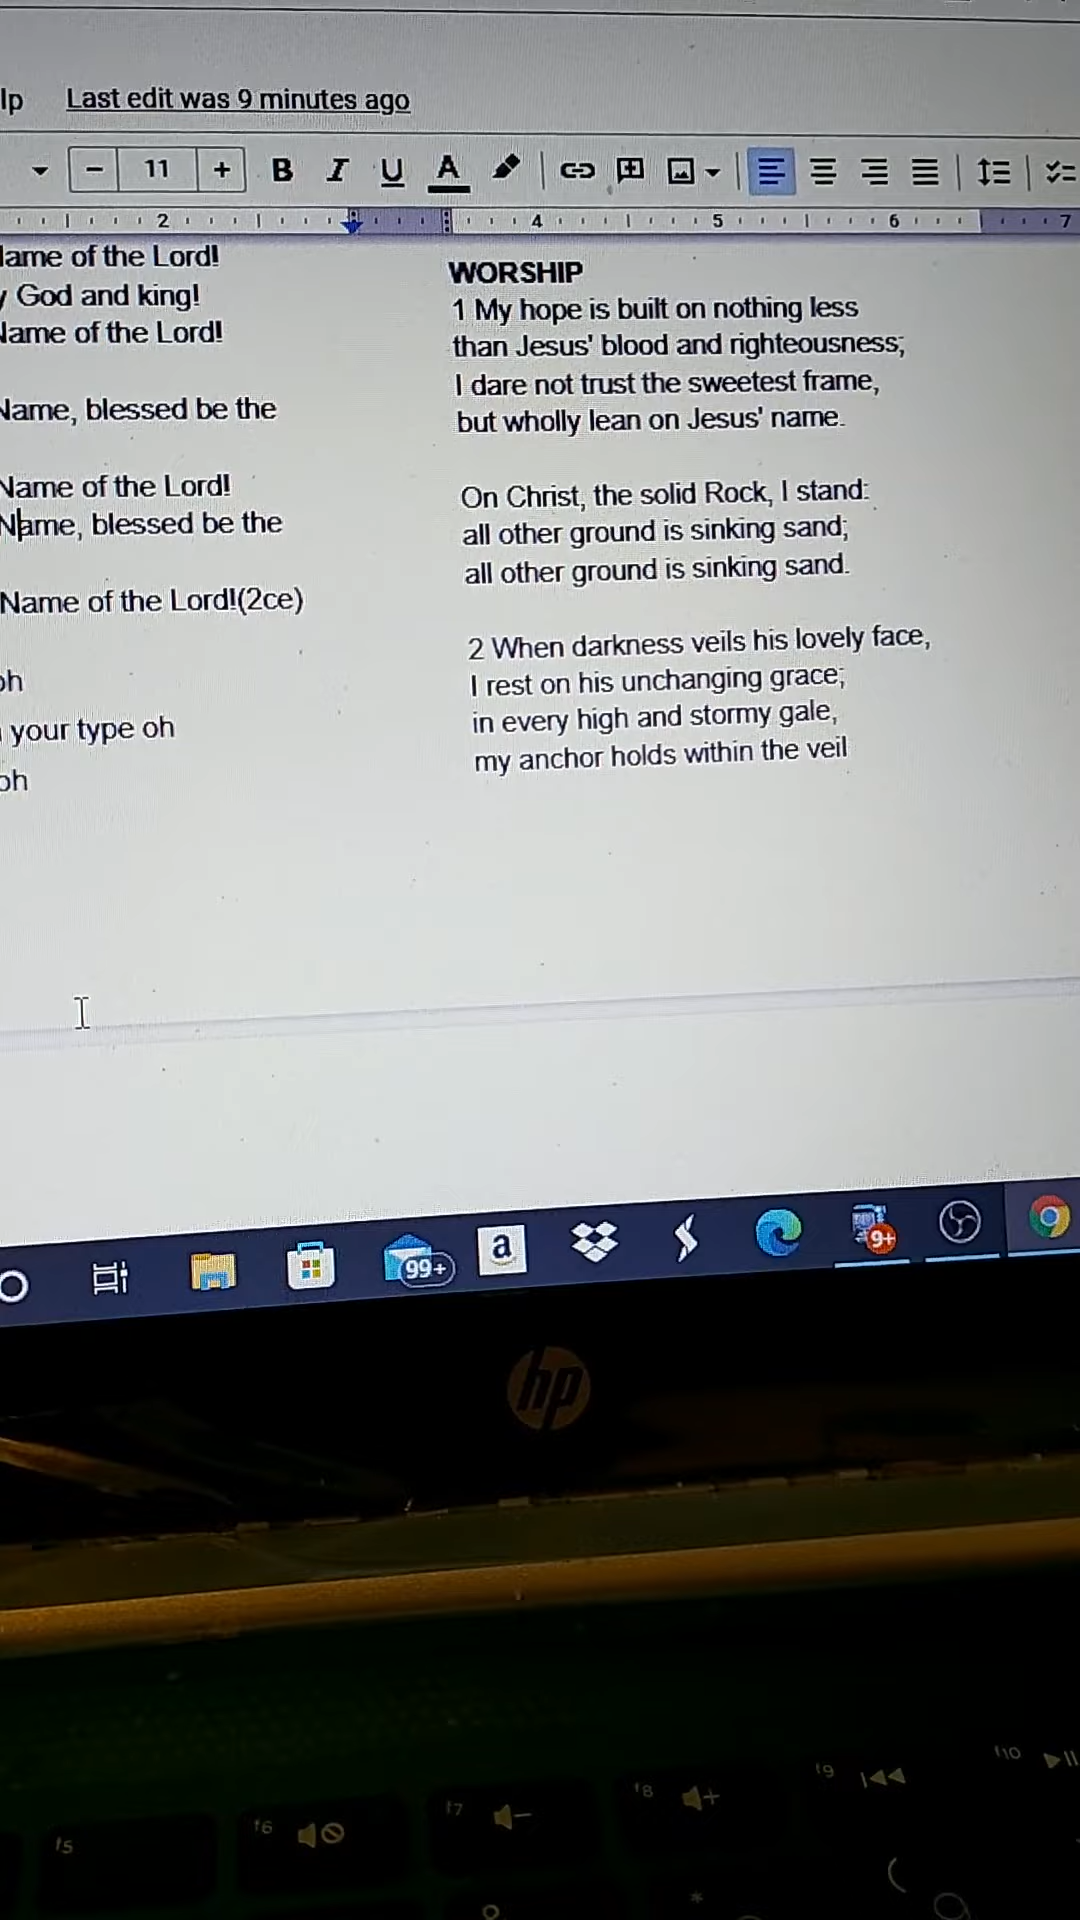 lp Last edit was 9 minutes ago
− 11 + B I U A
2 4 5 6 7
ame of the Lord!
God and king!
ame of the Lord!
Name, blessed be the
Name of the Lord!
Name, blessed be the
Name of the Lord!(2ce)
oh
your type oh
oh
WORSHIP
1 My hope is built on nothing less
than Jesus' blood and righteousness;
I dare not trust the sweetest frame,
but wholly lean on Jesus' name.
On Christ, the solid Rock, I stand:
all other ground is sinking sand;
all other ground is sinking sand.
2 When darkness veils his lovely face,
I rest on his unchanging grace;
in every high and stormy gale,
my anchor holds within the veil
99+ a 9+
hp
f5 f6 f7 f8 f9 f10